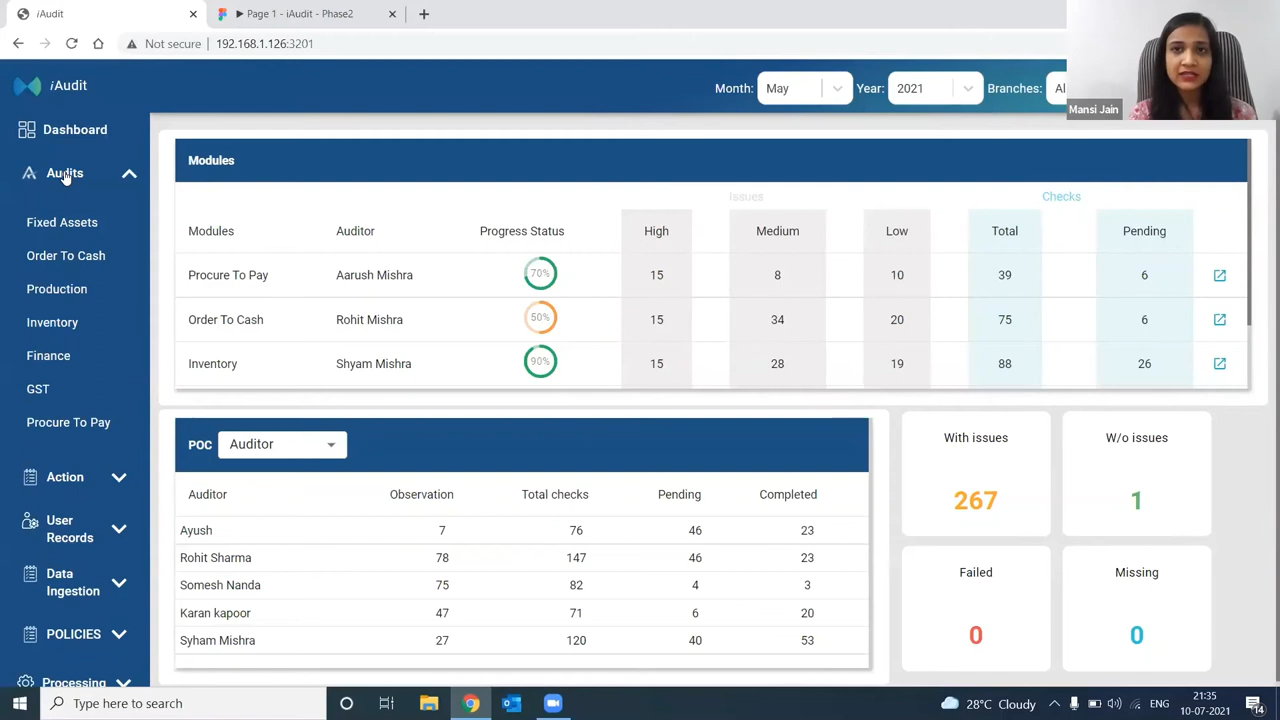 iAudit
Page 1 - iAudit - Phase2
Not secure 192.168.1.126:3201
Mansi Jain
iAudit
Month: May Year: 2021 Branches: Al
Dashboard
Audits
Fixed Assets
Order To Cash
Production
Inventory
Finance
GST
Procure To Pay
Action
User
Records
Data
Ingestion
POLICIES
Processing
Modules
Issues Checks
Modules Auditor Progress Status High Medium Low Total Pending
Procure To Pay Aarush Mishra 70% 15 8 10 39 6
Order To Cash Rohit Mishra 50% 15 34 20 75 6
Inventory Shyam Mishra 90% 15 28 19 88 26
POC Auditor
Auditor Observation Total checks Pending Completed
Ayush 7 76 46 23
Rohit Sharma 78 147 46 23
Somesh Nanda 75 82 4 3
Karan kapoor 47 71 6 20
Syham Mishra 27 120 40 53
With issues
267
W/o issues
1
Failed
0
Missing
0
Type here to search
28°C Cloudy
ENG
21:35
10-07-2021
14